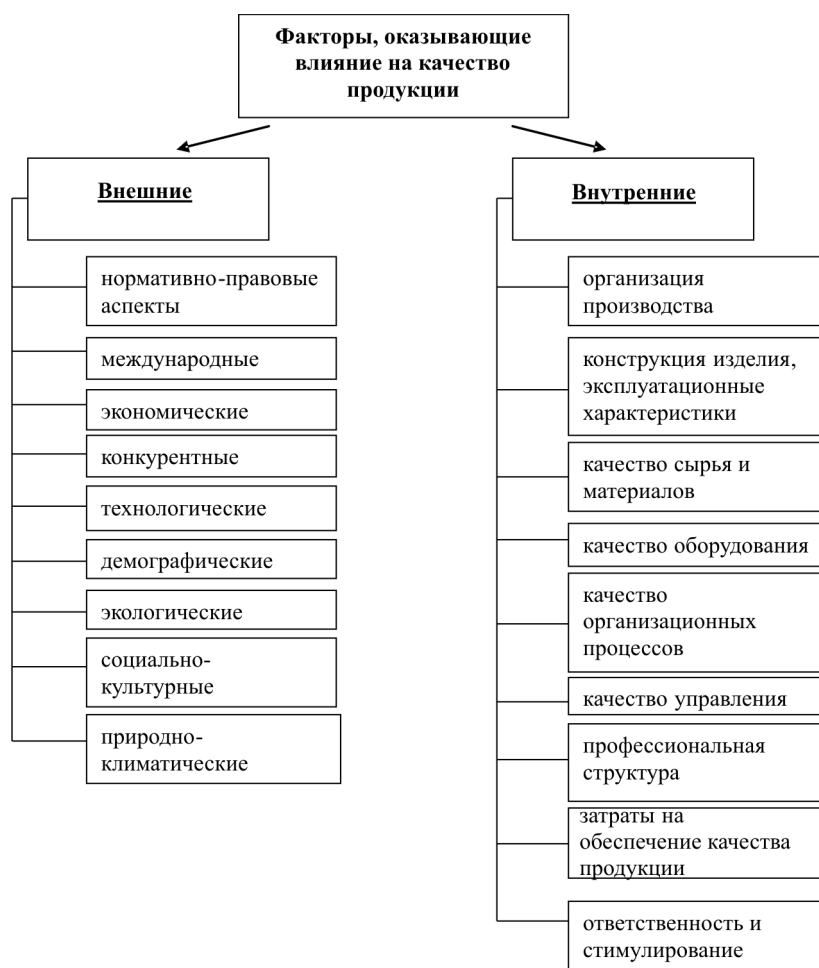 Факторы, оказывающие
влияние на качество
продукции
Внешние
нормативно-правовые
аспекты
международные
экономические
конкурентные
технологические
демографические
экологические
социально-
культурные
природно-
климатические
Внутренние
организация
производства
конструкция изделия,
эксплуатационные
характеристики
качество сырья и
материалов
качество оборудования
качество
организационных
процессов
качество управления
профессиональная
структура
затраты на
обеспечение качества
продукции
ответственность и
стимулирование